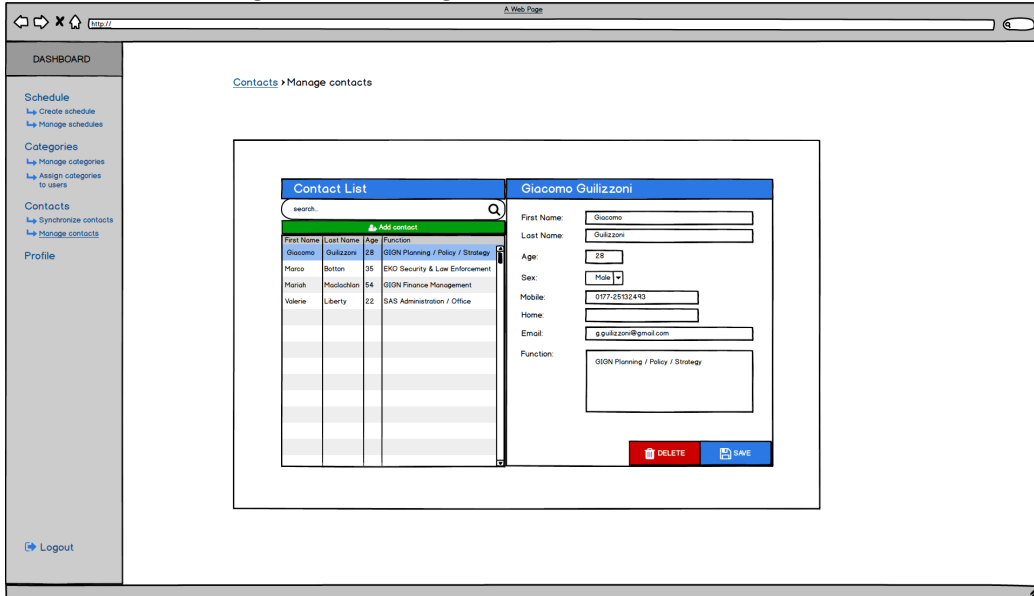 A Web Page
http://
DASHBOARD
Contacts > Manage contacts
Schedule
Create schedule
Manage schedules
Categories
Manage categories
Assign categories
to users
Contacts
Synchronize contacts
Manage contacts
Profile
Logout
Contact List
search..
Add contact
First Name Last Name Age Function
Giacomo Guilizzoni 28 GIGN Planning / Policy / Strategy
Marco Botton 35 EKO Security & Law Enforcement
Mariah Maclachlan 54 GIGN Finance Management
Valerie Liberty 22 SAS Administration / Office
Giacomo Guilizzoni
First Name: Giacomo
Last Name: Guilizzoni
Age: 28
Sex: Male
Mobile: 0177-25132493
Home:
Email: g.guilizzoni@gmail.com
Function: GIGN Planning / Policy / Strategy
DELETE SAVE